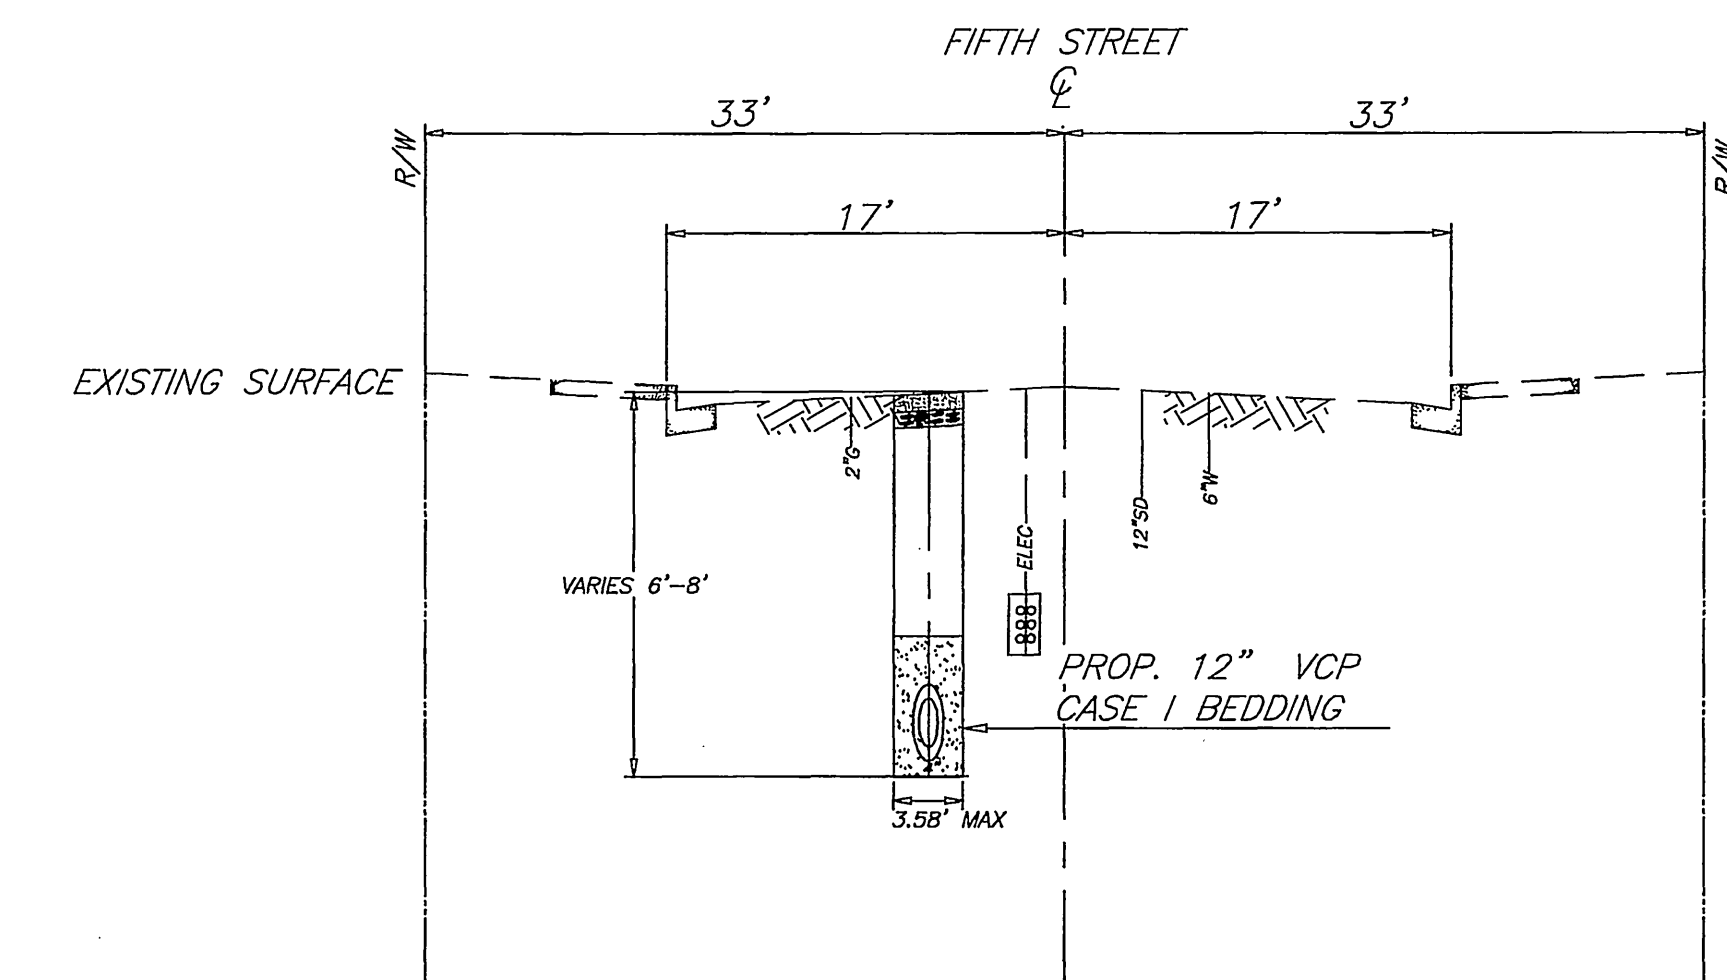 FIFTH STREET
℄
33'
33'
R/W
R/W
17'
17'
EXISTING SURFACE
2"G
6"W
12"SD
ELEC
VARIES 6'-8'
PROP. 12" VCP
CASE I BEDDING
3.58' MAX